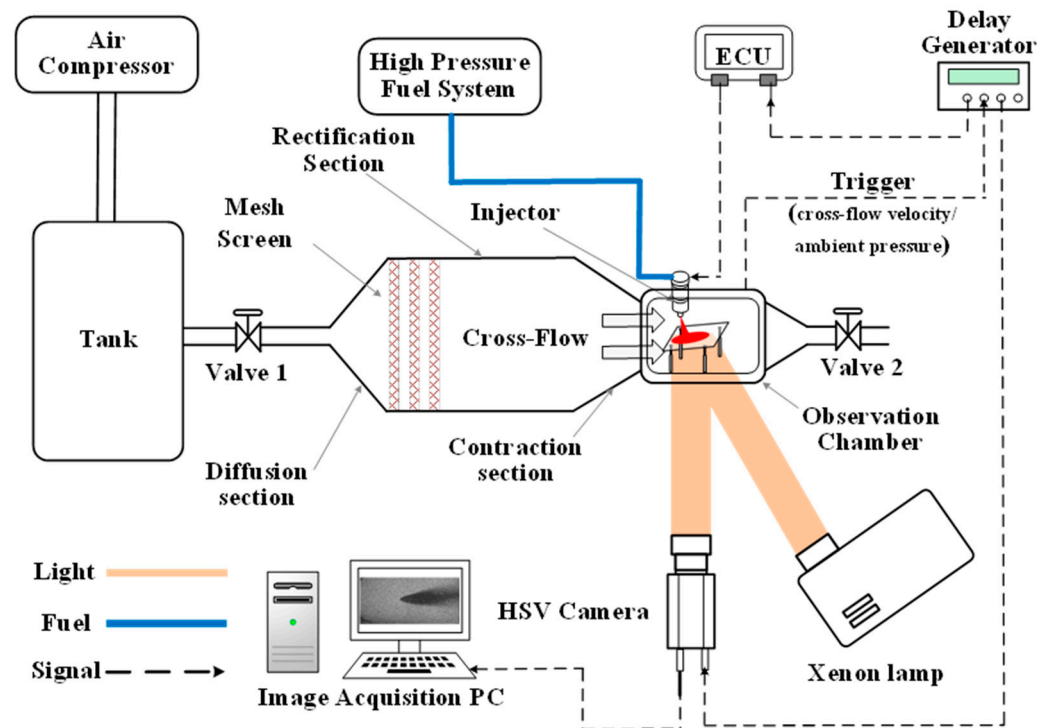 Air
Compressor
High Pressure
Fuel System
ECU
Delay
Generator
Rectification
Section
Mesh
Screen
Injector
Trigger
(cross-flow velocity/
ambient pressure)
Tank
Valve 1
Cross-Flow
Valve 2
Observation
Chamber
Diffusion
section
Contraction
section
Light
Fuel
Signal
HSV Camera
Image Acquisition PC
Xenon lamp